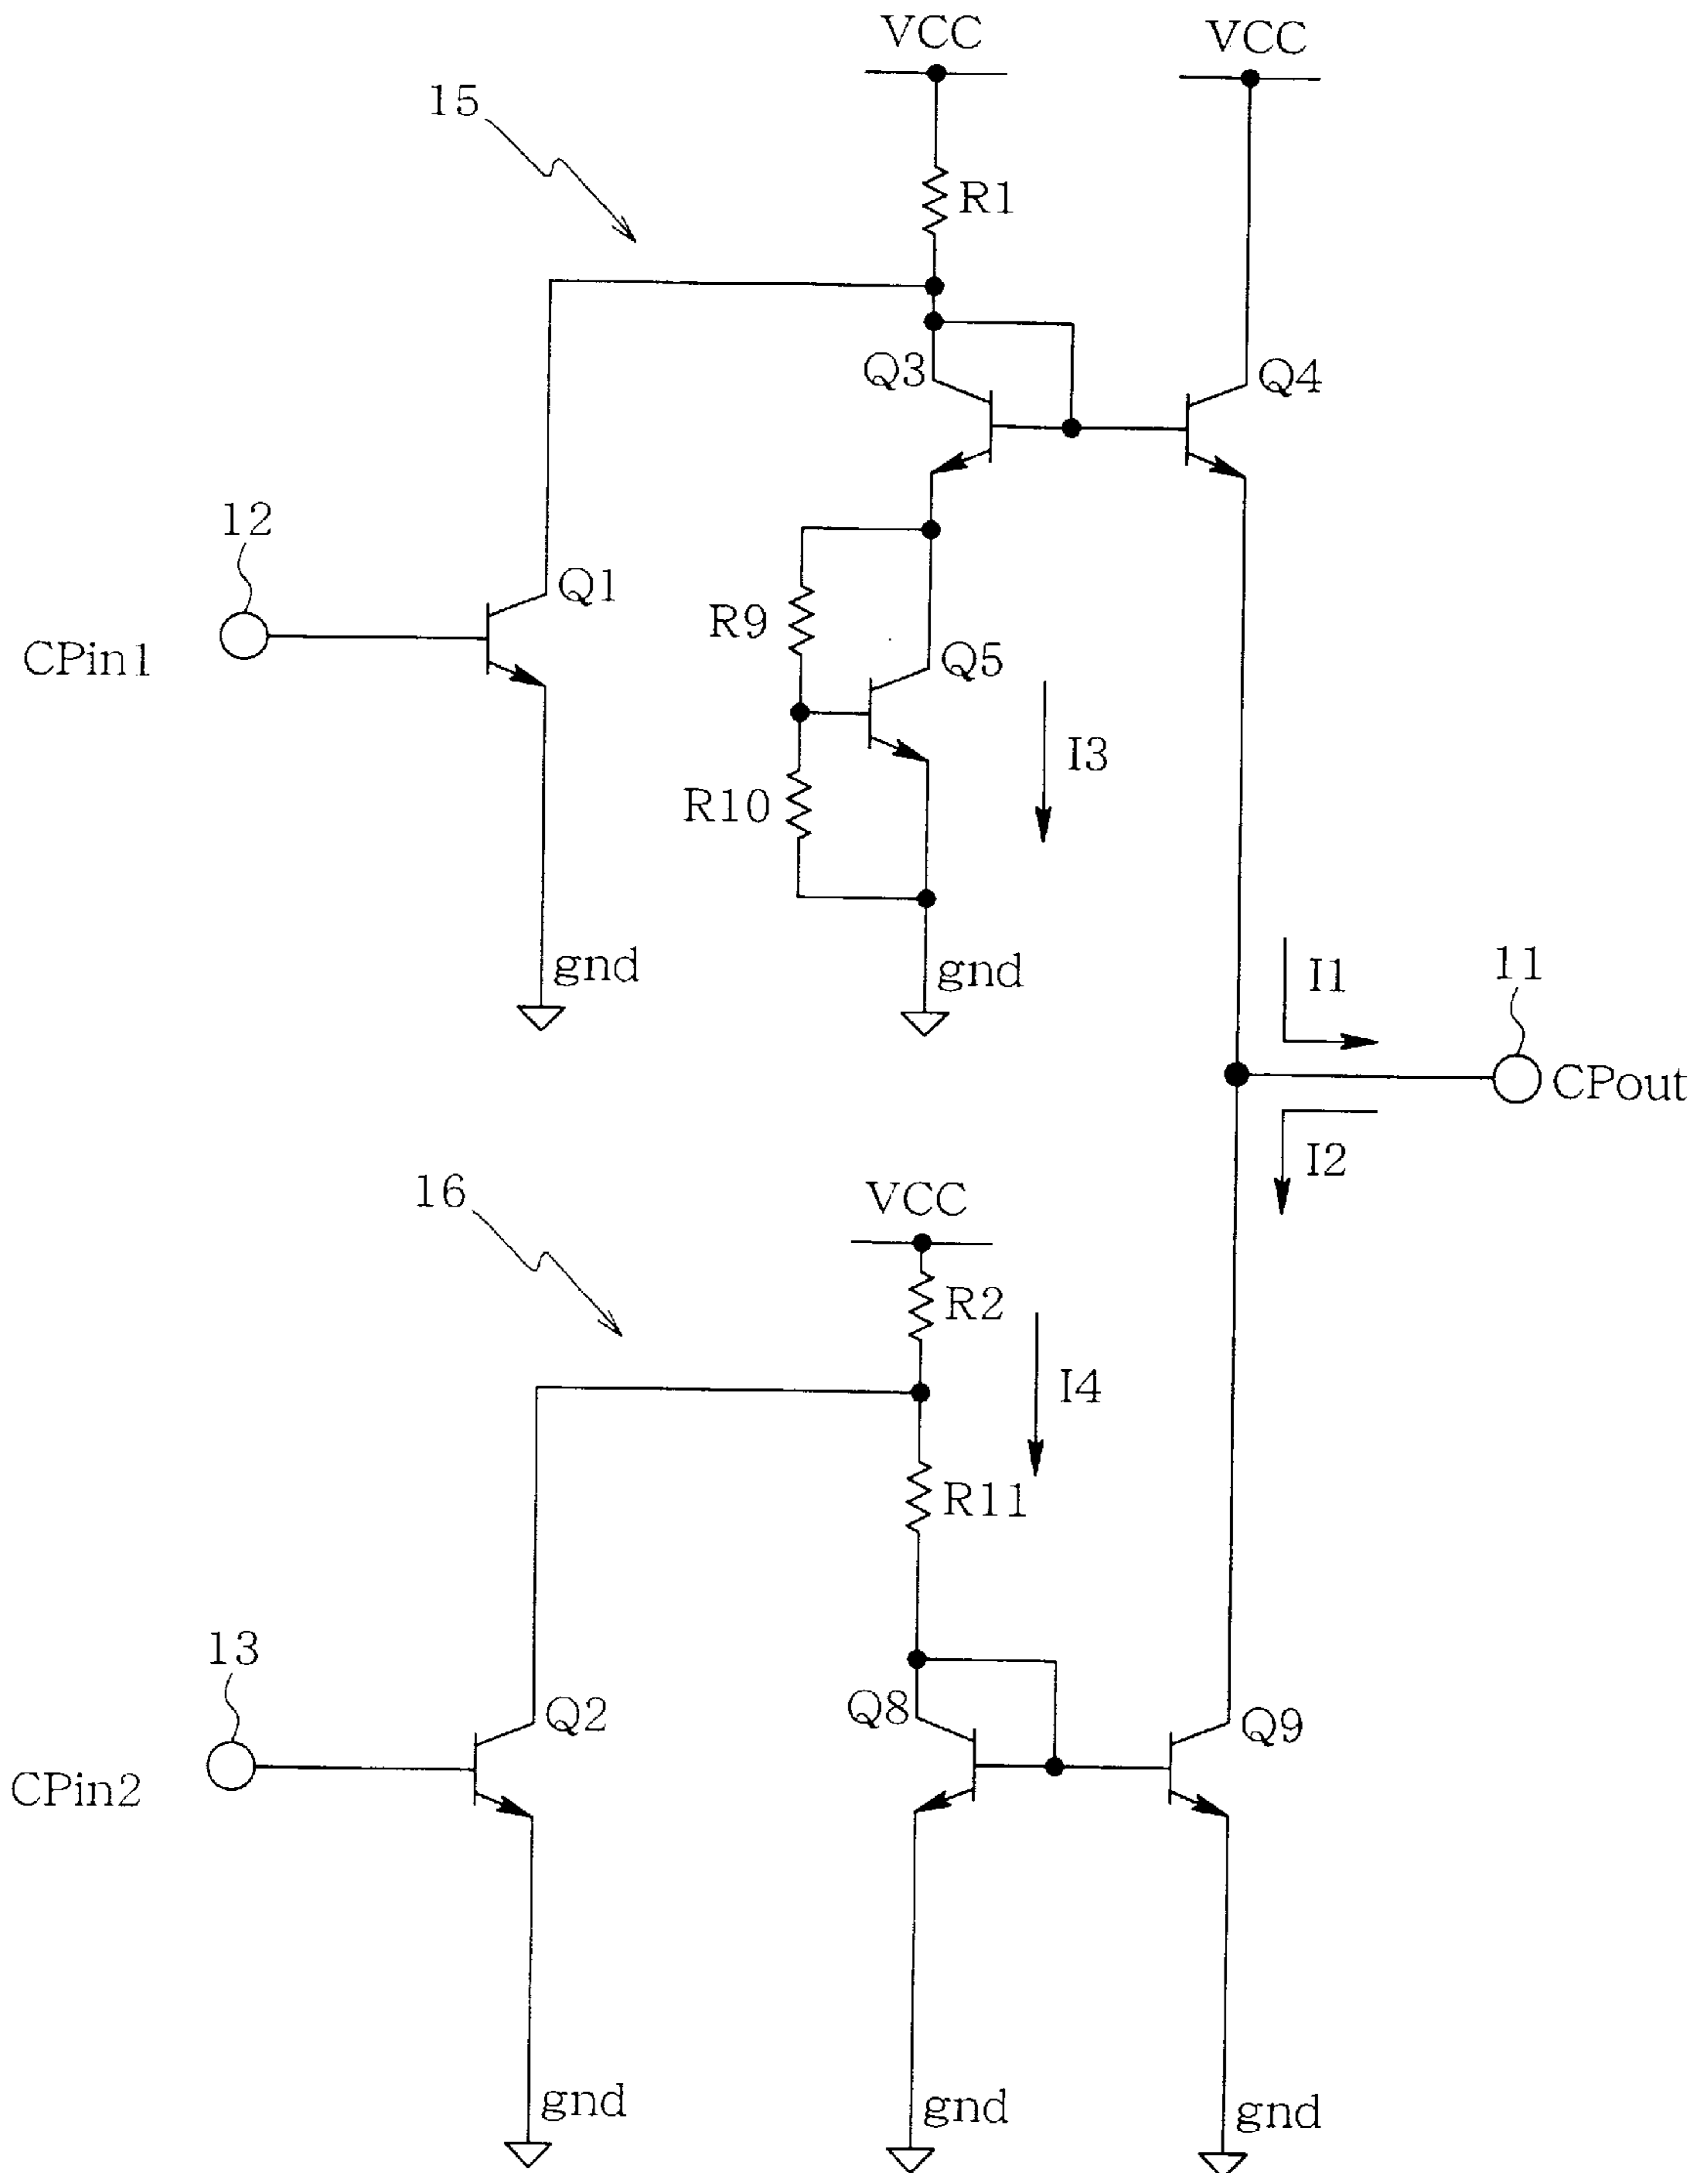 VCC
VCC
15
R1
Q3
Q4
12
Q1
CPin1
R9
Q5
I3
R10
gnd
gnd
I1
11
CPout
I2
16
VCC
R2
I4
R11
13
Q2
Q8
Q9
CPin2
gnd
gnd
gnd